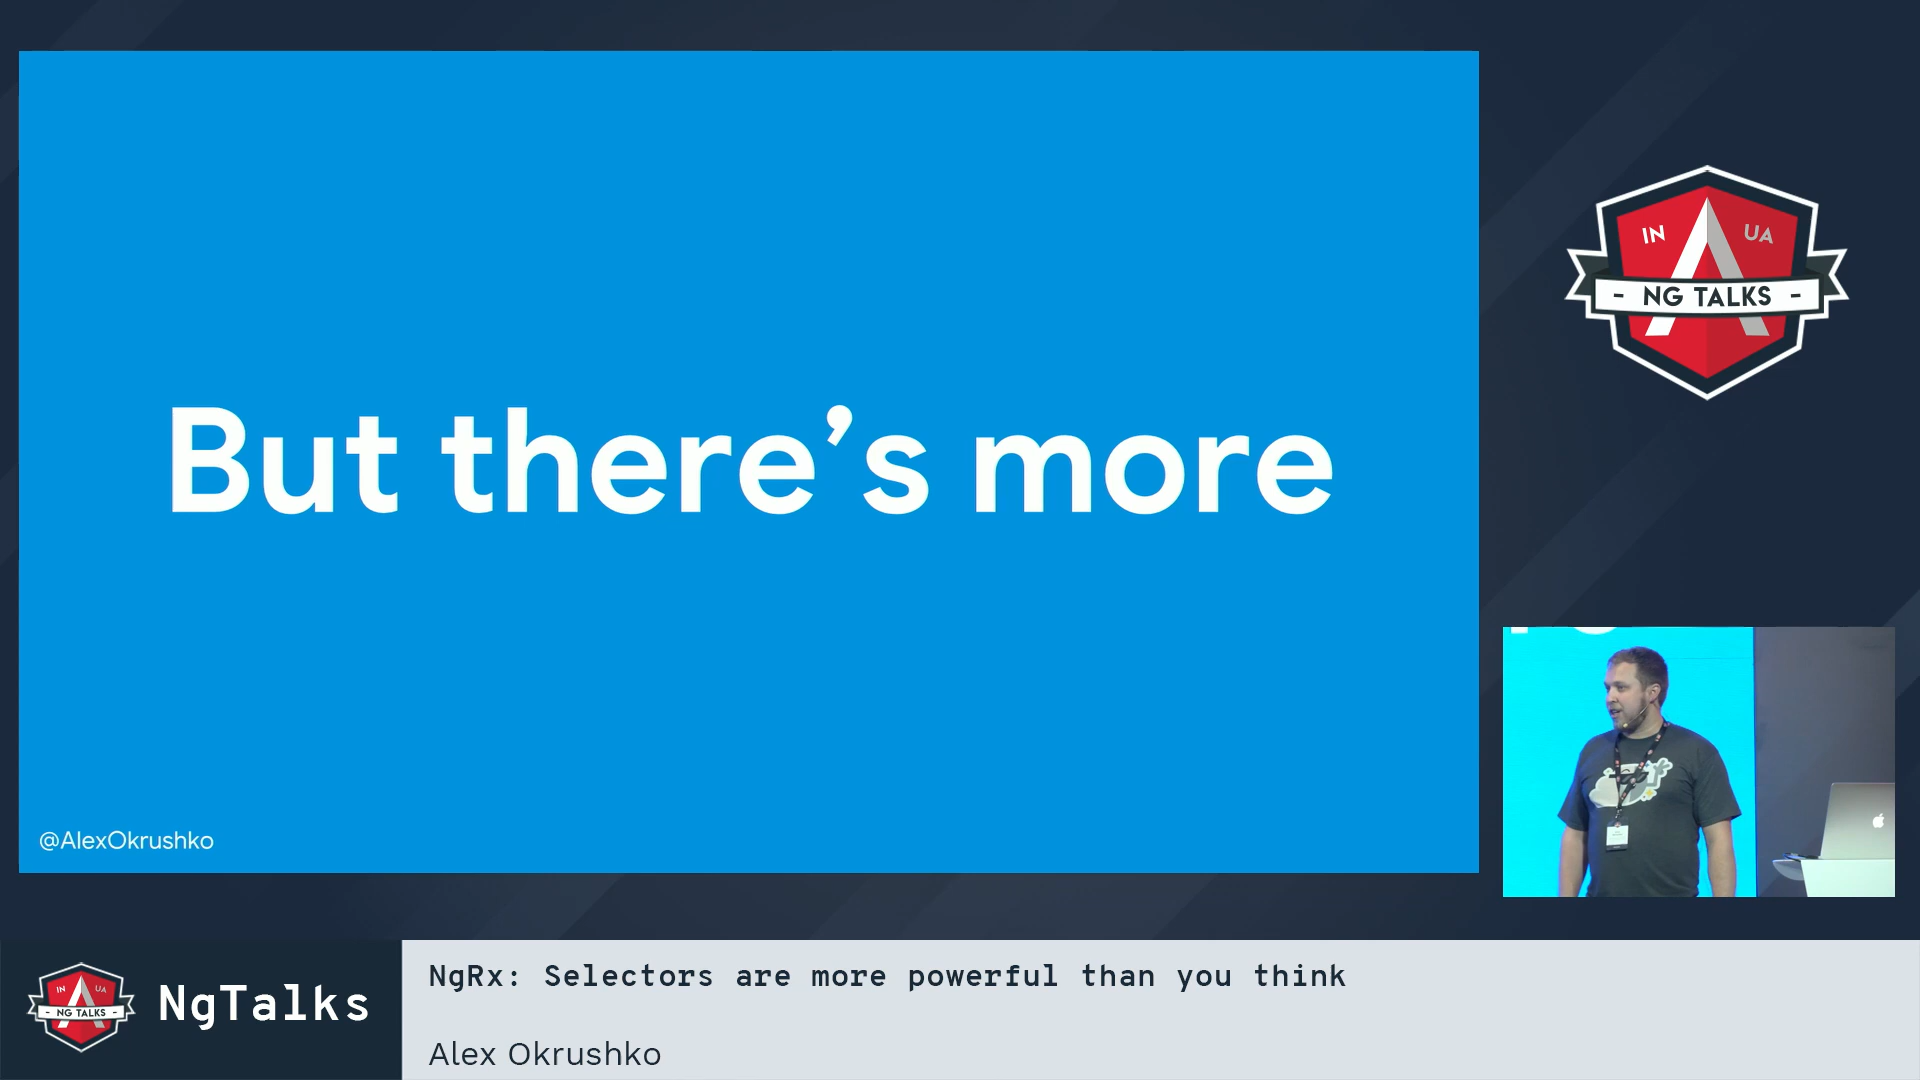 But there’s more
@AlexOkrushko
IN UA
- NG TALKS -
IN UA
- NG TALKS -
NgTalks
NgRx: Selectors are more powerful than you think
Alex Okrushko